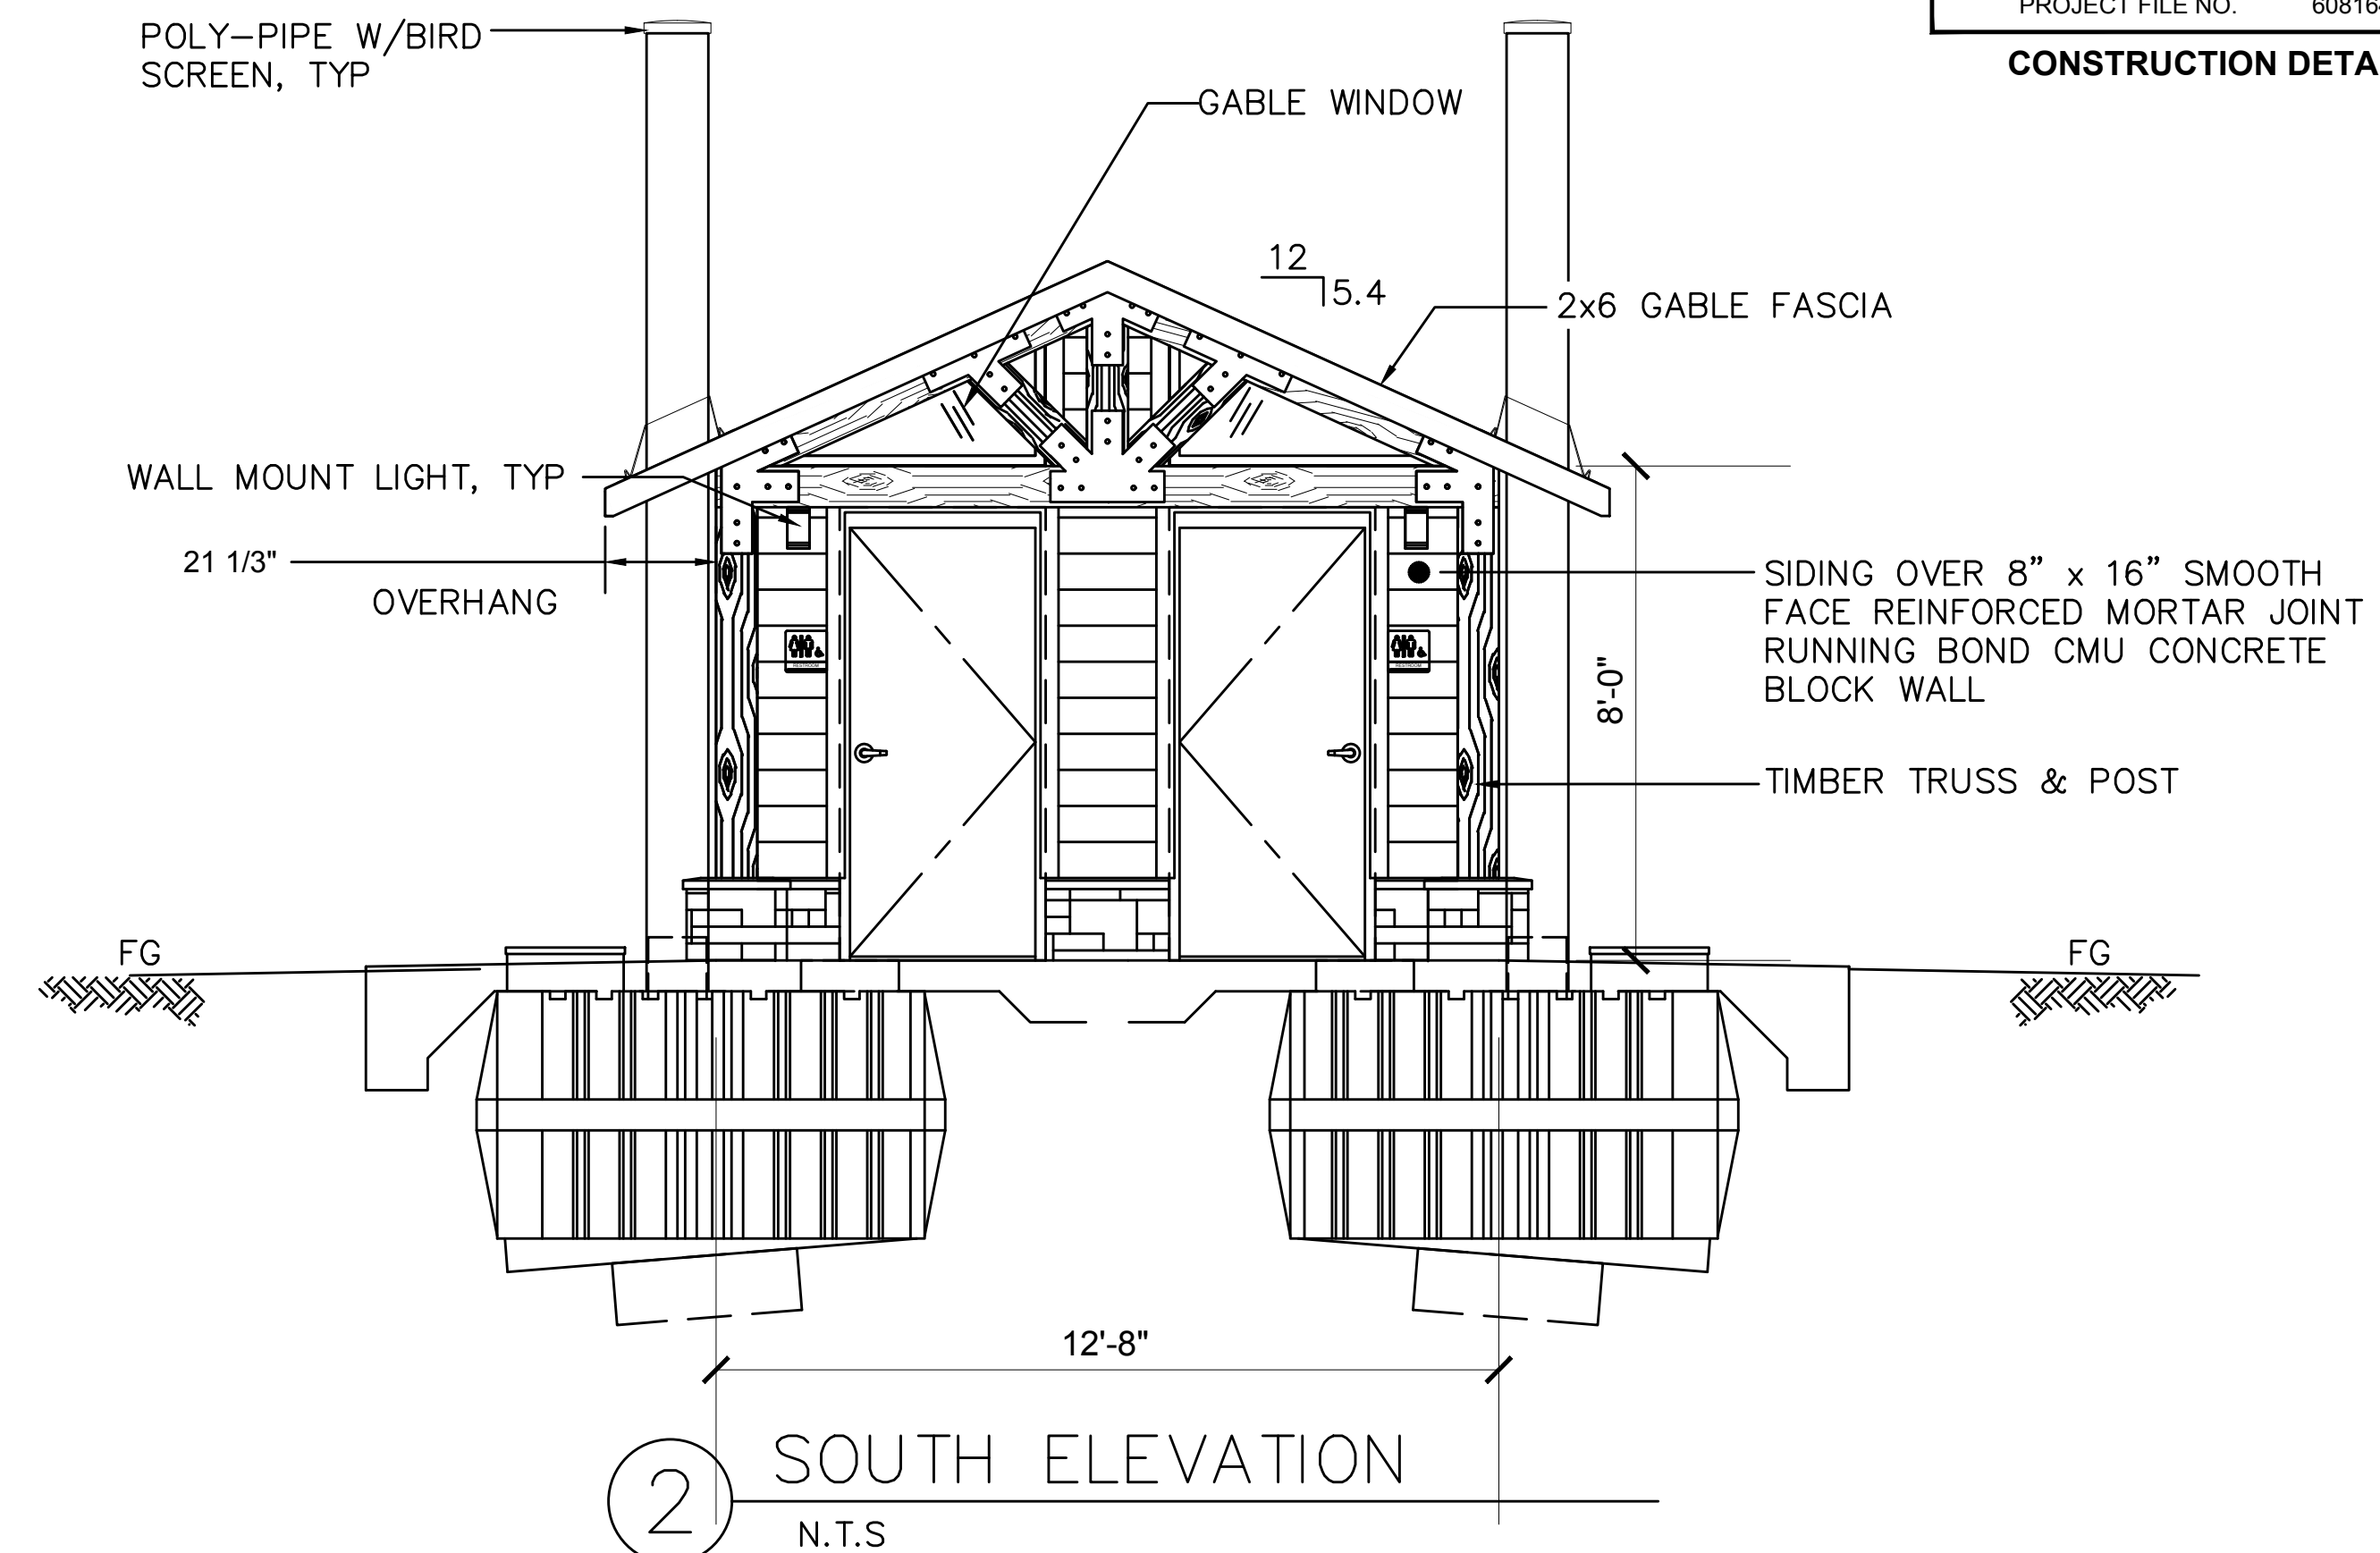 PROJECT FILE NO.
CONSTRUCTION DETA
POLY-PIPE W/BIRD
SCREEN, TYP
GABLE WINDOW
12
5.4
2x6 GABLE FASCIA
WALL MOUNT LIGHT, TYP
21 1/3"
OVERHANG
SIDING OVER 8” x 16” SMOOTH
FACE REINFORCED MORTAR JOINT
RUNNING BOND CMU CONCRETE
BLOCK WALL
RESTROOM
RESTROOM
8'-0"
TIMBER TRUSS & POST
FG
FG
12'-8"
2
SOUTH ELEVATION
N.T.S